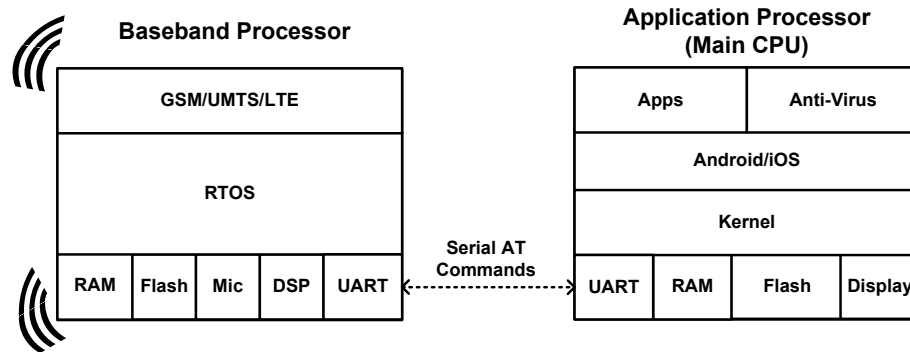 Baseband Processor
GSM/UMTS/LTE
RTOS
RAM
Flash
Mic
DSP
UART
Serial AT
Commands
Application Processor
(Main CPU)
Apps
Anti-Virus
Android/iOS
Kernel
UART
RAM
Flash
Display